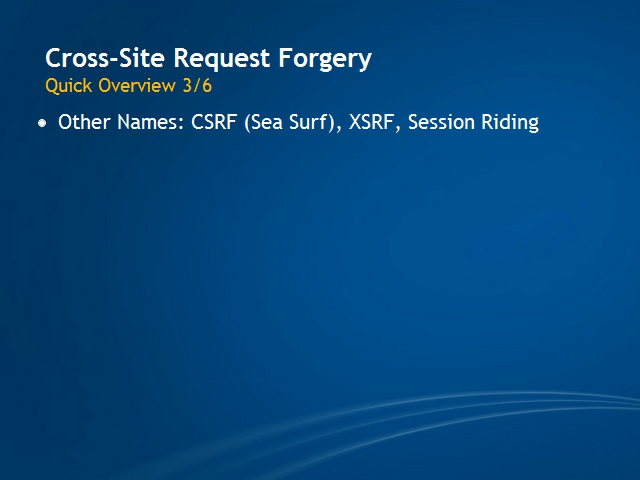 Cross-Site Request Forgery
Quick Overview 3/6
• Other Names: CSRF (Sea Surf), XSRF, Session Riding